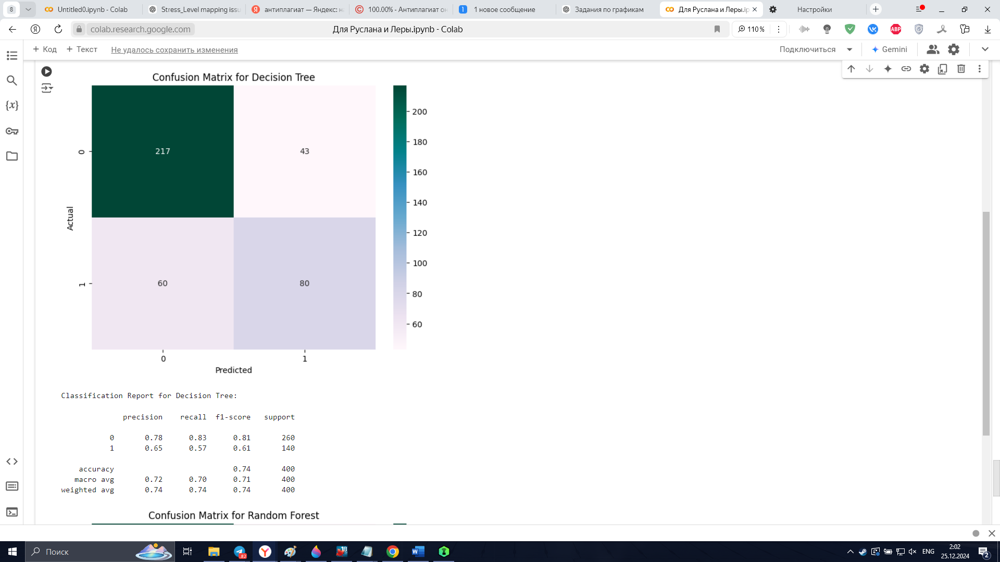 8
Untitled0.ipynb - Colab
Stress_Level mapping issu
антиплагиат — Яндекс: на
100.00% - Антиплагиат он
1
1 новое сообщение
Задания по графикам
Для Руслана и Леры.ip
Настройки
colab.research.google.com
Для Руслана и Леры.ipynb - Colab
110 %
ABP
+ Код
+ Текст
Не удалось сохранить изменения
Подключиться
Gemini
{x}
Confusion Matrix for Decision Tree
217
43
60
80
0
1
Actual
0
1
Predicted
200
180
160
140
120
100
80
60
Classification Report for Decision Tree:
precision recall f1-score support
0 0.78 0.83 0.81 260
1 0.65 0.57 0.61 140
accuracy 0.74 400
macro avg 0.72 0.70 0.71 400
weighted avg 0.74 0.74 0.74 400
Confusion Matrix for Random Forest
Поиск
82
18
W
ENG
2:02
25.12.2024
2